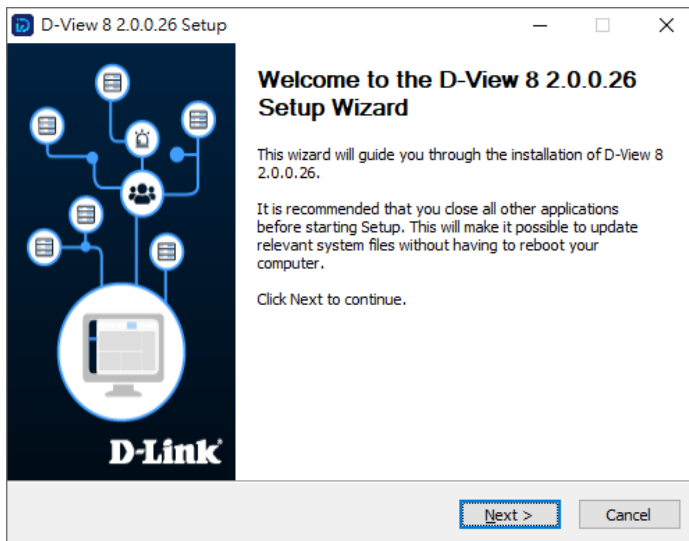 D-View 8 2.0.0.26 Setup
Welcome to the D-View 8 2.0.0.26
Setup Wizard
This wizard will guide you through the installation of D-View 8
2.0.0.26.
It is recommended that you close all other applications
before starting Setup. This will make it possible to update
relevant system files without having to reboot your
computer.
Click Next to continue.
D-Link
Next >
Cancel